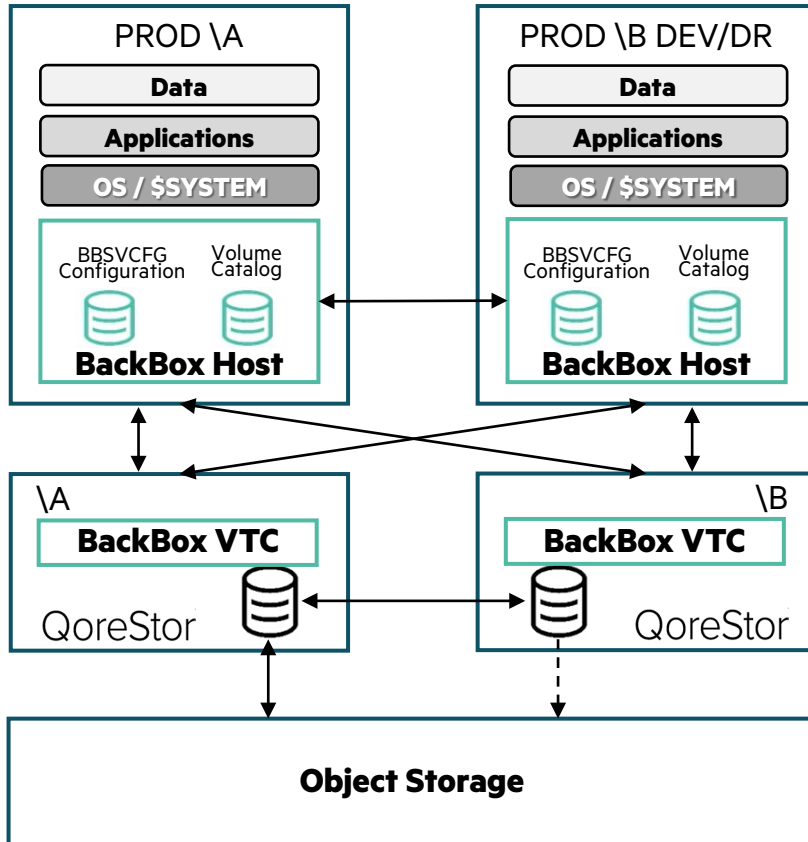 PROD \A
Data
Applications
OS / $SYSTEM
BBSVCFG
Configuration
Volume
Catalog
BackBox Host
PROD \B DEV/DR
Data
Applications
OS / $SYSTEM
BBSVCFG
Configuration
Volume
Catalog
BackBox Host
\A
BackBox VTC
QoreStor
\B
BackBox VTC
QoreStor
Object Storage